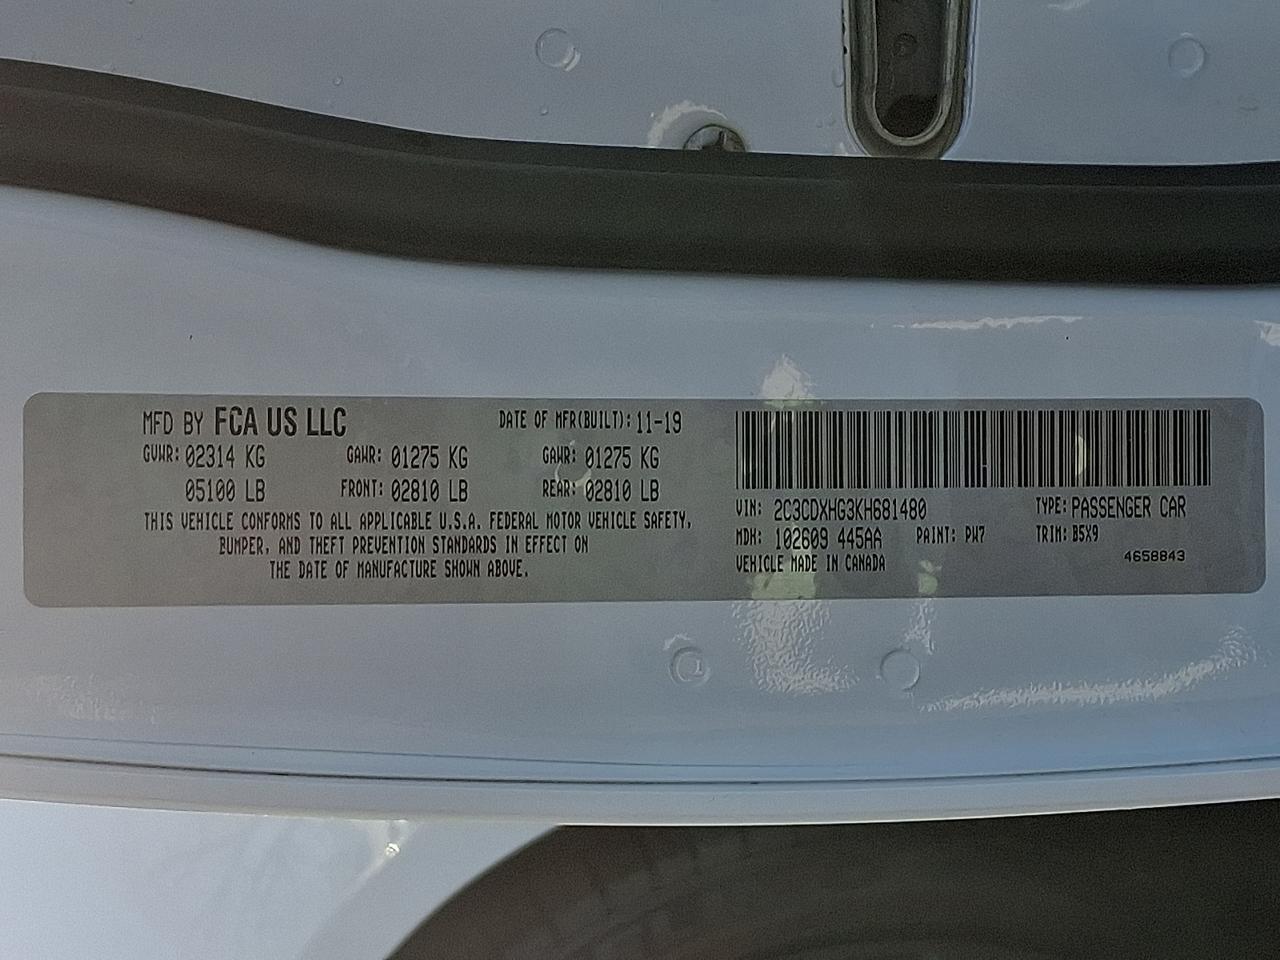 MFD BY FCA US LLC DATE OF MFR(BUILT): 11-19
GVWR: 02314 KG GAWR: 01275 KG GAWR: 01275 KG
05100 LB FRONT: 02810 LB REAR: 02810 LB
THIS VEHICLE CONFORMS TO ALL APPLICABLE U.S.A. FEDERAL MOTOR VEHICLE SAFETY,
BUMPER, AND THEFT PREVENTION STANDARDS IN EFFECT ON
THE DATE OF MANUFACTURE SHOWN ABOVE.
VIN: 2C3CDXHG3KH681480 TYPE: PASSENGER CAR
MDH: 102609 445AA PAINT: PW7 TRIM: B5X9
VEHICLE MADE IN CANADA 4658843